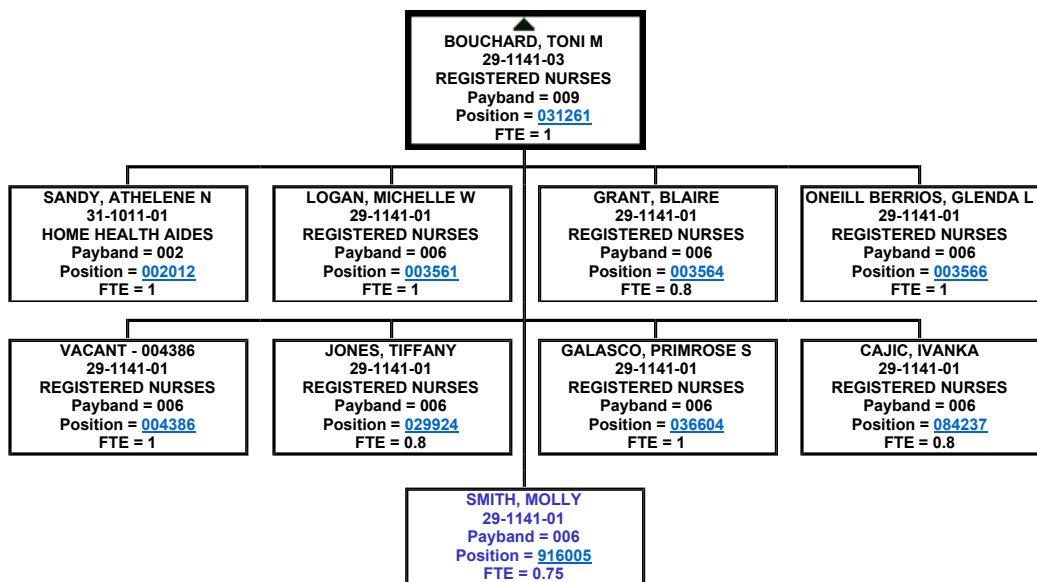 BOUCHARD, TONI M
29-1141-03
REGISTERED NURSES
Payband = 009
Position = 031261
FTE = 1
SANDY, ATHELENE N
31-1011-01
HOME HEALTH AIDES
Payband = 002
Position = 002012
FTE = 1
LOGAN, MICHELLE W
29-1141-01
REGISTERED NURSES
Payband = 006
Position = 003561
FTE = 1
GRANT, BLAIRE
29-1141-01
REGISTERED NURSES
Payband = 006
Position = 003564
FTE = 0.8
ONEILL BERRIOS, GLENDA L
29-1141-01
REGISTERED NURSES
Payband = 006
Position = 003566
FTE = 1
VACANT - 004386
29-1141-01
REGISTERED NURSES
Payband = 006
Position = 004386
FTE = 1
JONES, TIFFANY
29-1141-01
REGISTERED NURSES
Payband = 006
Position = 029924
FTE = 0.8
GALASCO, PRIMROSE S
29-1141-01
REGISTERED NURSES
Payband = 006
Position = 036604
FTE = 1
CAJIC, IVANKA
29-1141-01
REGISTERED NURSES
Payband = 006
Position = 084237
FTE = 0.8
SMITH, MOLLY
29-1141-01
Payband = 006
Position = 916005
FTE = 0.75